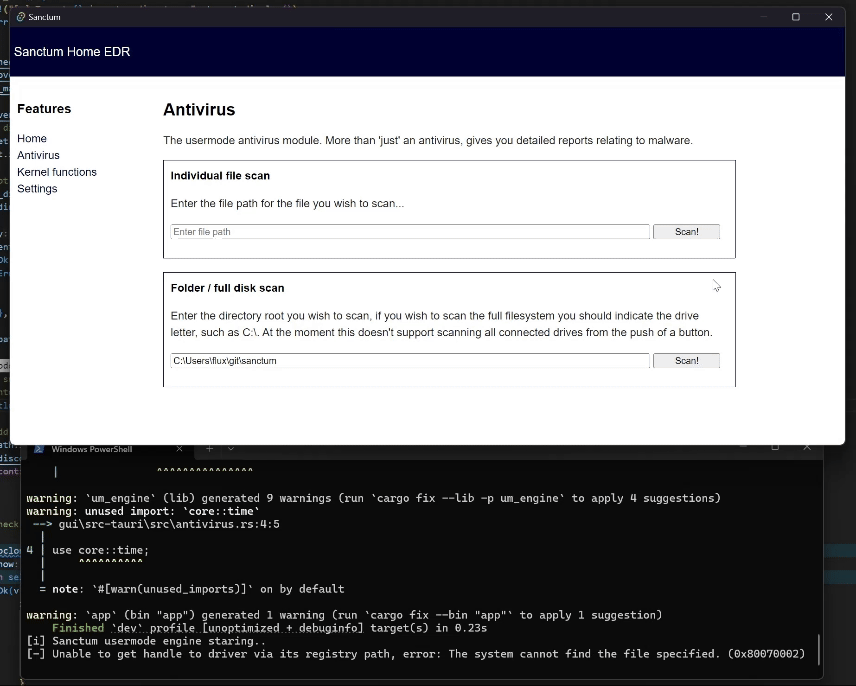 Sanctum
Sanctum Home EDR
Features
Home
Antivirus
Kernel functions
Settings
Antivirus
The usermode antivirus module. More than 'just' an antivirus, gives you detailed reports relating to malware.
Individual file scan
Enter the file path for the file you wish to scan...
Enter file path
Scan!
Folder / full disk scan
Enter the directory root you wish to scan, if you wish to scan the full filesystem you should indicate the drive
letter, such as C:\. At the moment this doesn't support scanning all connected drives from the push of a button.
C:\Users\flux\git\sanctum
Scan!
Windows PowerShell
| ^^^^^^^^^^^^^^^
warning: `um_engine` (lib) generated 9 warnings (run `cargo fix --lib -p um_engine` to apply 4 suggestions)
warning: unused import: `core::time`
--> gui\src-tauri\src\antivirus.rs:4:5
|
4 | use core::time;
| ^^^^^^^^^^
|
= note: `#[warn(unused_imports)]` on by default
warning: `app` (bin "app") generated 1 warning (run `cargo fix --bin "app"` to apply 1 suggestion)
Finished `dev` profile [unoptimized + debuginfo] target(s) in 0.23s
[i] Sanctum usermode engine staring..
[-] Unable to get handle to driver via its registry path, error: The system cannot find the file specified. (0x80070002)